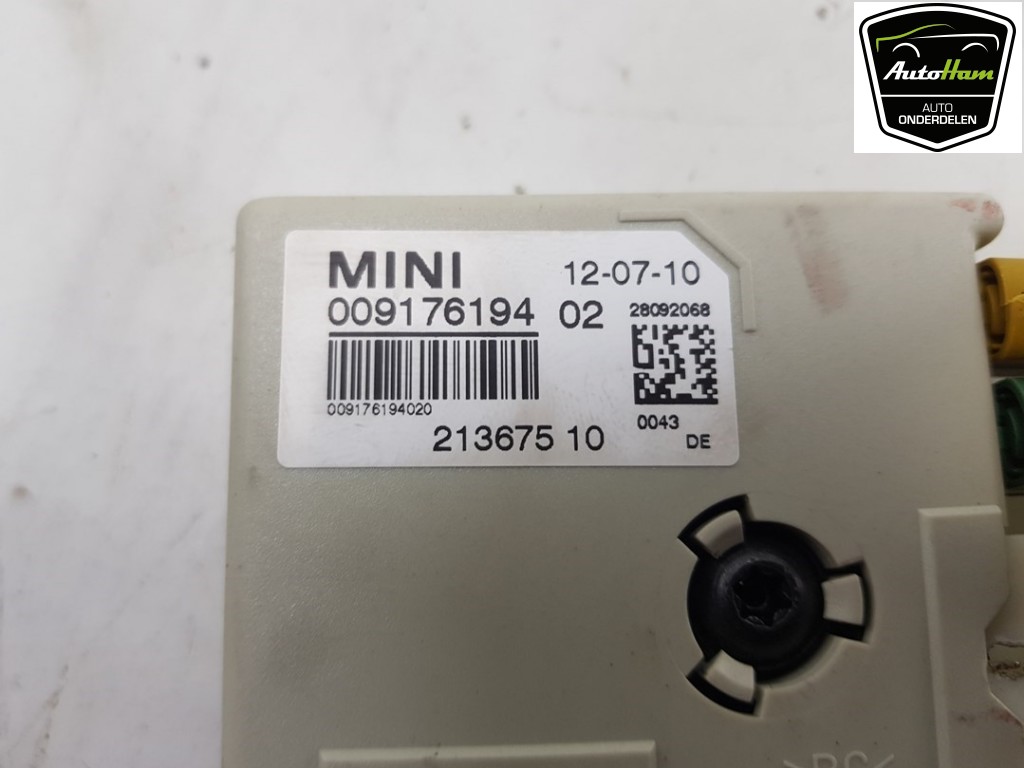 AutoHam
AUTO
ONDERDELEN
MINI
12-07-10
009176194 02
28092068
009176194020
0043
213675 10
DE